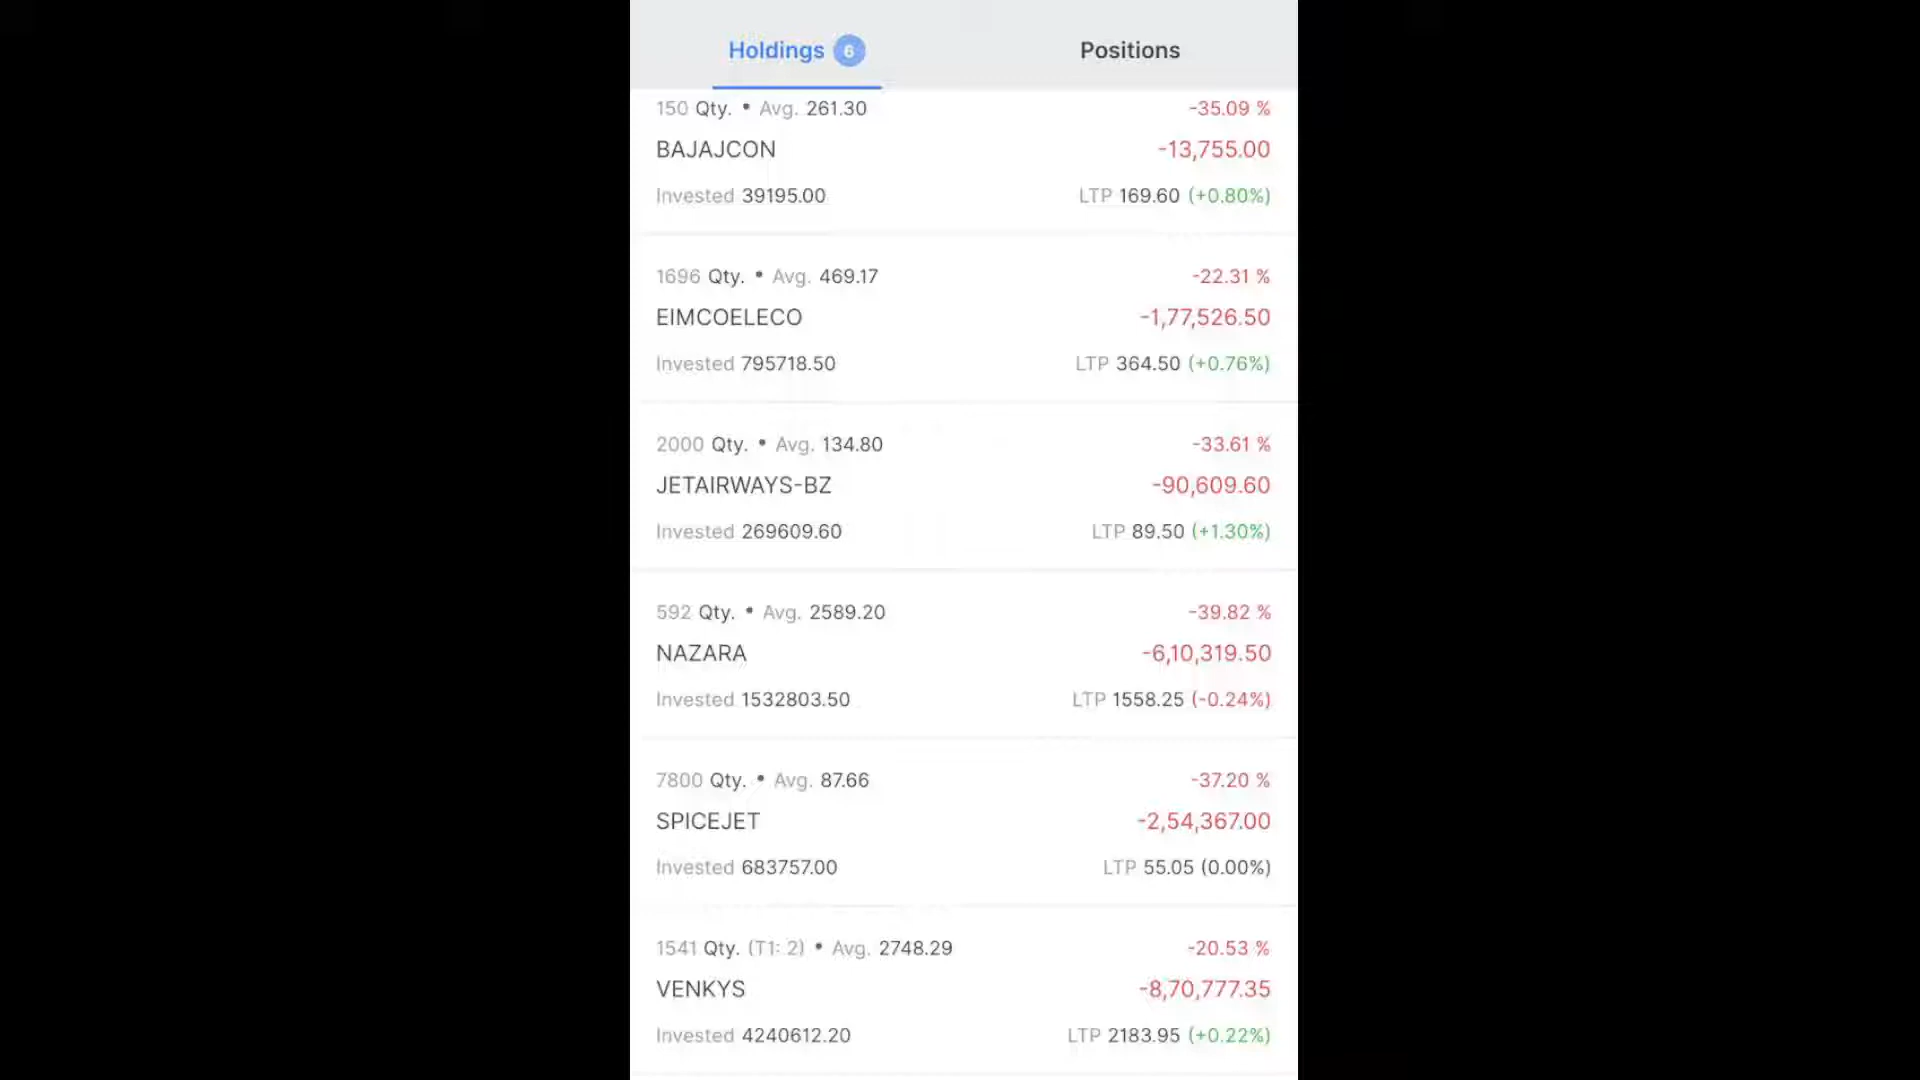 Holdings 6 Positions
150 Qty. • Avg. 261.30 -35.09 %
BAJAJCON -13,755.00
Invested 39195.00 LTP 169.60 (+0.80%)
1696 Qty. • Avg. 469.17 -22.31 %
EIMCOELECO -1,77,526.50
Invested 795718.50 LTP 364.50 (+0.76%)
2000 Qty. • Avg. 134.80 -33.61 %
JETAIRWAYS-BZ -90,609.60
Invested 269609.60 LTP 89.50 (+1.30%)
592 Qty. • Avg. 2589.20 -39.82 %
NAZARA -6,10,319.50
Invested 1532803.50 LTP 1558.25 (-0.24%)
7800 Qty. • Avg. 87.66 -37.20 %
SPICEJET -2,54,367.00
Invested 683757.00 LTP 55.05 (0.00%)
1541 Qty. (T1: 2) • Avg. 2748.29 -20.53 %
VENKYS -8,70,777.35
Invested 4240612.20 LTP 2183.95 (+0.22%)